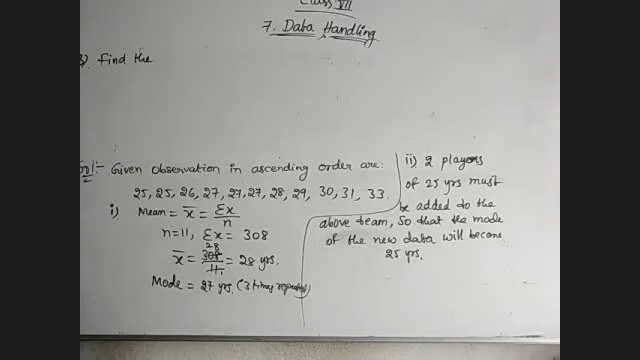 Class: VII
7. Data Handling
3) Find the
Sol:- Given observation in ascending order are:
25, 25, 26, 27, 27, 27, 28, 29, 30, 31, 33.
i) Mean = x̅ = Σx/n
n=11, Σx = 308
x̅ = 308/11 = 28 yrs.
28
1
Mode = 27 yrs. (3 times repeated)
ii) 2 players
of 25 yrs must
be added to the
above team, So that the mode
of the new data will become
25 yrs.